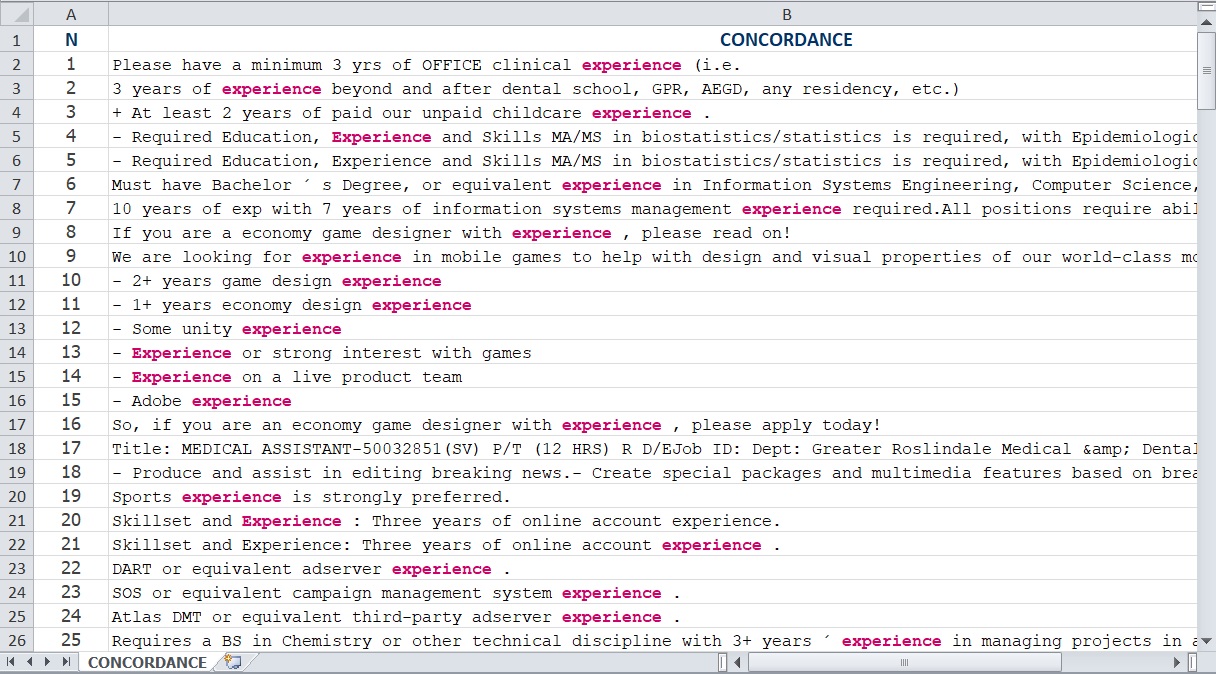 A B
1 N CONCORDANCE
2 1 Please have a minimum 3 yrs of OFFICE clinical experience (i.e.
3 2 3 years of experience beyond and after dental school, GPR, AEGD, any residency, etc.)
4 3 + At least 2 years of paid our unpaid childcare experience .
5 4 - Required Education, Experience and Skills MA/MS in biostatistics/statistics is required, with Epidemiologic
6 5 - Required Education, Experience and Skills MA/MS in biostatistics/statistics is required, with Epidemiologic
7 6 Must have Bachelor ´ s Degree, or equivalent experience in Information Systems Engineering, Computer Science,
8 7 10 years of exp with 7 years of information systems management experience required.All positions require abil
9 8 If you are a economy game designer with experience , please read on!
10 9 We are looking for experience in mobile games to help with design and visual properties of our world-class mo
11 10 - 2+ years game design experience
12 11 - 1+ years economy design experience
13 12 - Some unity experience
14 13 - Experience or strong interest with games
15 14 - Experience on a live product team
16 15 - Adobe experience
17 16 So, if you are an economy game designer with experience , please apply today!
18 17 Title: MEDICAL ASSISTANT-50032851(SV) P/T (12 HRS) R D/EJob ID: Dept: Greater Roslindale Medical &amp; Dental
19 18 - Produce and assist in editing breaking news.- Create special packages and multimedia features based on brea
20 19 Sports experience is strongly preferred.
21 20 Skillset and Experience : Three years of online account experience.
22 21 Skillset and Experience: Three years of online account experience .
23 22 DART or equivalent adserver experience .
24 23 SOS or equivalent campaign management system experience .
25 24 Atlas DMT or equivalent third-party adserver experience .
26 25 Requires a BS in Chemistry or other technical discipline with 3+ years ´ experience in managing projects in a
CONCORDANCE